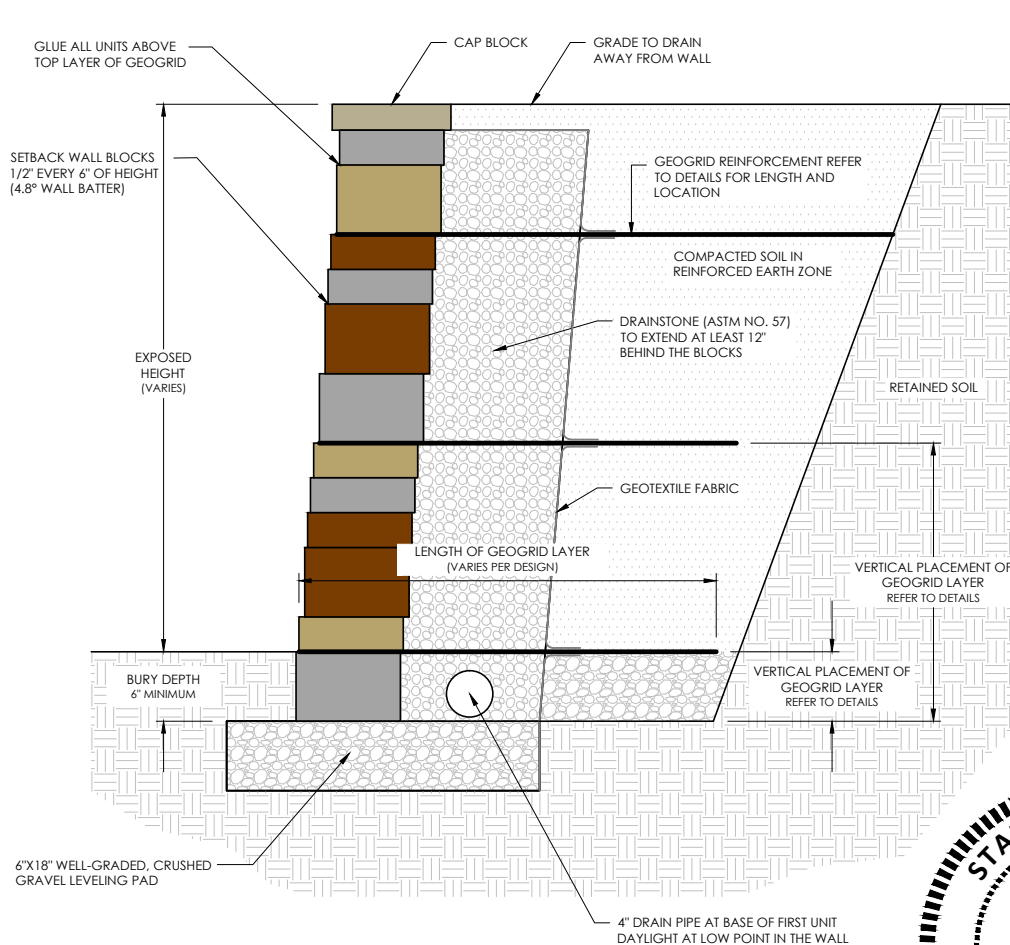 GLUE ALL UNITS ABOVE
TOP LAYER OF GEOGRID
CAP BLOCK
GRADE TO DRAIN
AWAY FROM WALL
SETBACK WALL BLOCKS
1/2" EVERY 6" OF HEIGHT
(4.8° WALL BATTER)
GEOGRID REINFORCEMENT REFER
TO DETAILS FOR LENGTH AND
LOCATION
COMPACTED SOIL IN
REINFORCED EARTH ZONE
DRAINSTONE (ASTM NO. 57)
TO EXTEND AT LEAST 12"
BEHIND THE BLOCKS
EXPOSED
HEIGHT
(VARIES)
RETAINED SOIL
GEOTEXTILE FABRIC
LENGTH OF GEOGRID LAYER
(VARIES PER DESIGN)
VERTICAL PLACEMENT OF
GEOGRID LAYER
REFER TO DETAILS
BURY DEPTH
6" MINIMUM
VERTICAL PLACEMENT OF
GEOGRID LAYER
REFER TO DETAILS
6"X18" WELL-GRADED, CRUSHED
GRAVEL LEVELING PAD
4" DRAIN PIPE AT BASE OF FIRST UNIT
DAYLIGHT AT LOW POINT IN THE WALL
STA